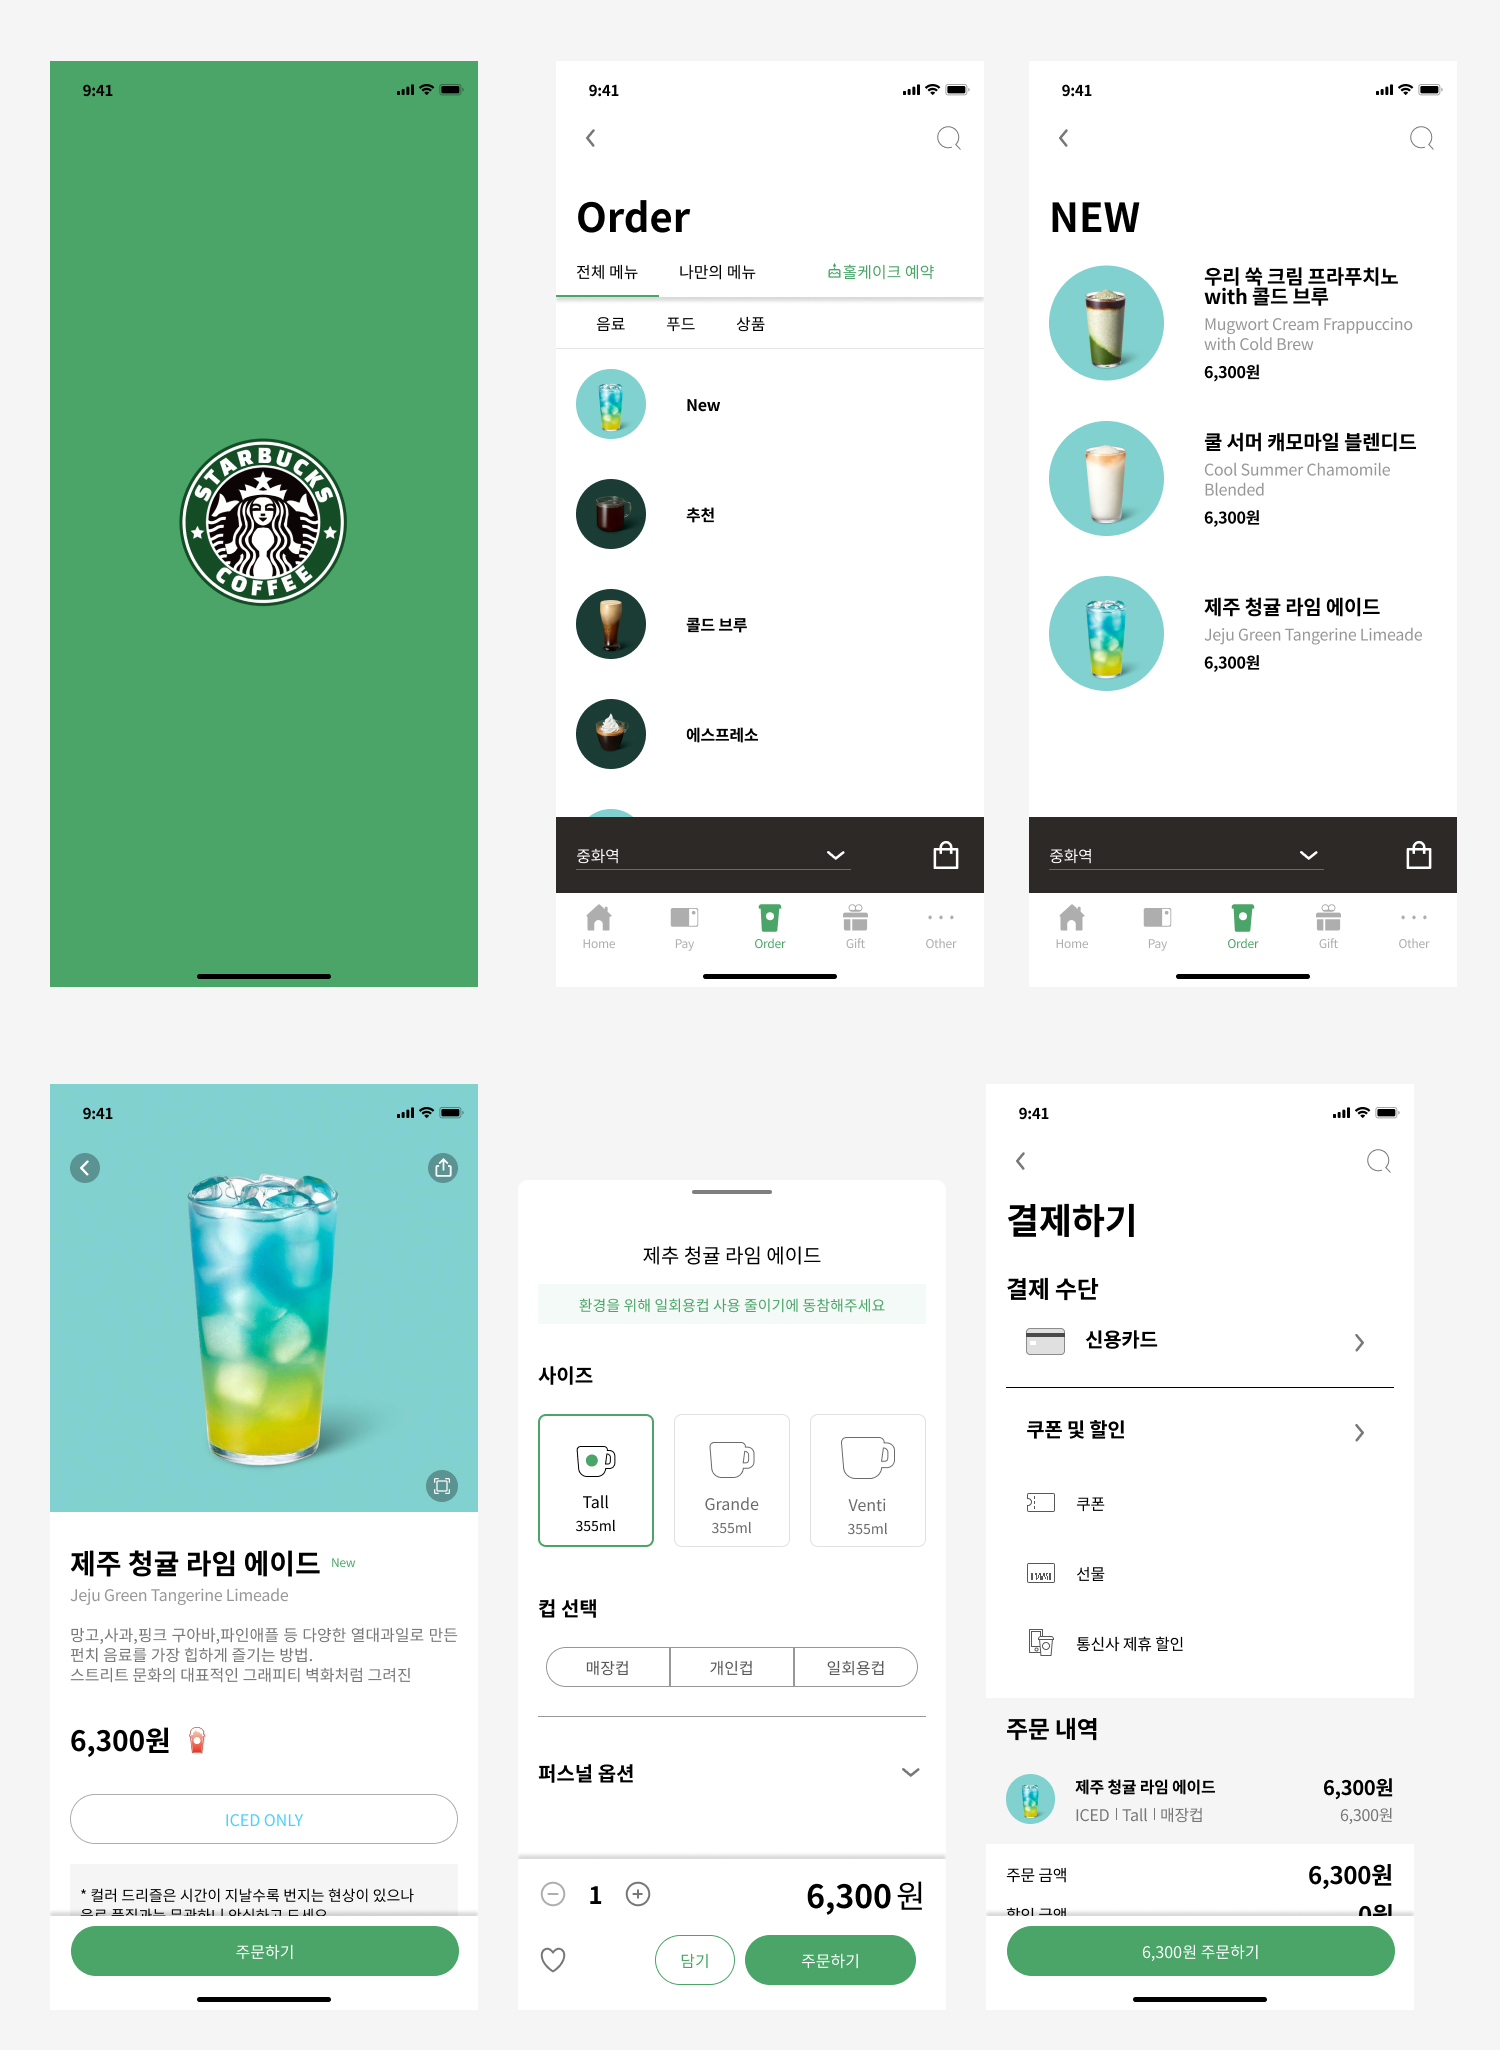 9:41
STARBUCKS
COFFEE
9:41
Order
전체 메뉴
나만의 메뉴
홀케이크 예약
음료
푸드
상품
New
추천
콜드 브루
에스프레소
중화역
Home
Pay
Order
Gift
Other
9:41
NEW
우리 쑥 크림 프라푸치노
with 콜드 브루
Mugwort Cream Frappuccino
with Cold Brew
6,300원
쿨 서머 캐모마일 블렌디드
Cool Summer Chamomile
Blended
6,300원
제주 청귤 라임 에이드
Jeju Green Tangerine Limeade
6,300원
중화역
Home
Pay
Order
Gift
Other
9:41
제주 청귤 라임 에이드 New
Jeju Green Tangerine Limeade
망고,사과,핑크 구아바,파인애플 등 다양한 열대과일로 만든
펀치 음료를 가장 힙하게 즐기는 방법.
스트리트 문화의 대표적인 그래피티 벽화처럼 그려진
6,300원
ICED ONLY
* 컬러 드리즐은 시간이 지날수록 번지는 현상이 있으나
음료 품질과는 무관하니 안심하고 드세요
주문하기
제추 청귤 라임 에이드
환경을 위해 일회용컵 사용 줄이기에 동참해주세요
사이즈
Tall
355ml
Grande
355ml
Venti
355ml
컵 선택
매장컵
개인컵
일회용컵
퍼스널 옵션
1
6,300 원
담기
주문하기
9:41
결제하기
결제 수단
신용카드
쿠폰 및 할인
쿠폰
선물
통신사 제휴 할인
주문 내역
제주 청귤 라임 에이드 6,300원
ICED | Tall | 매장컵 6,300원
주문 금액 6,300원
할인 금액 0원
6,300원 주문하기